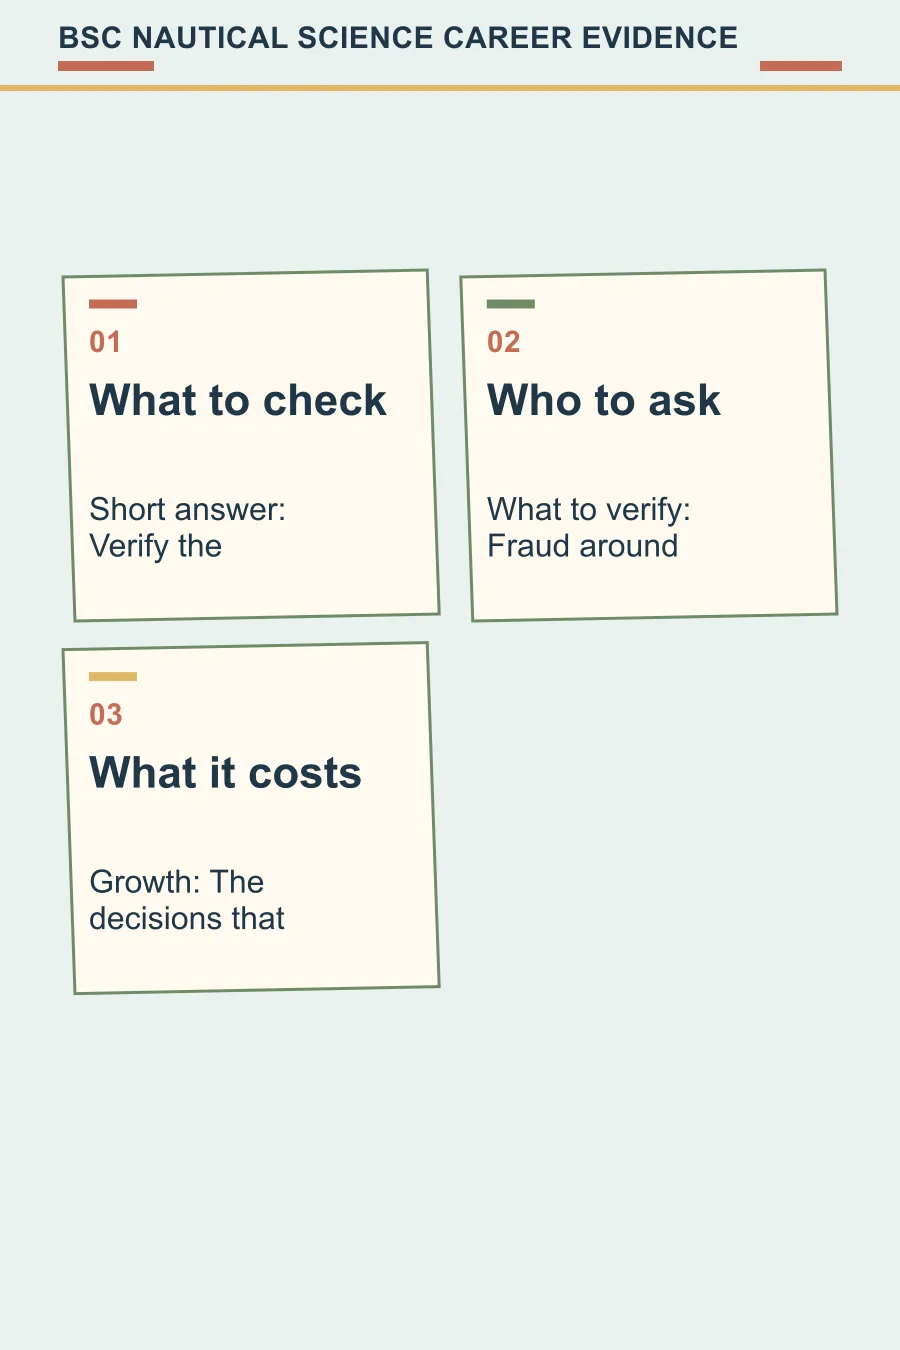 BSC NAUTICAL SCIENCE CAREER EVIDENCE
01
What to check
Short answer:
Verify the
02
Who to ask
What to verify:
Fraud around
03
What it costs
Growth: The
decisions that